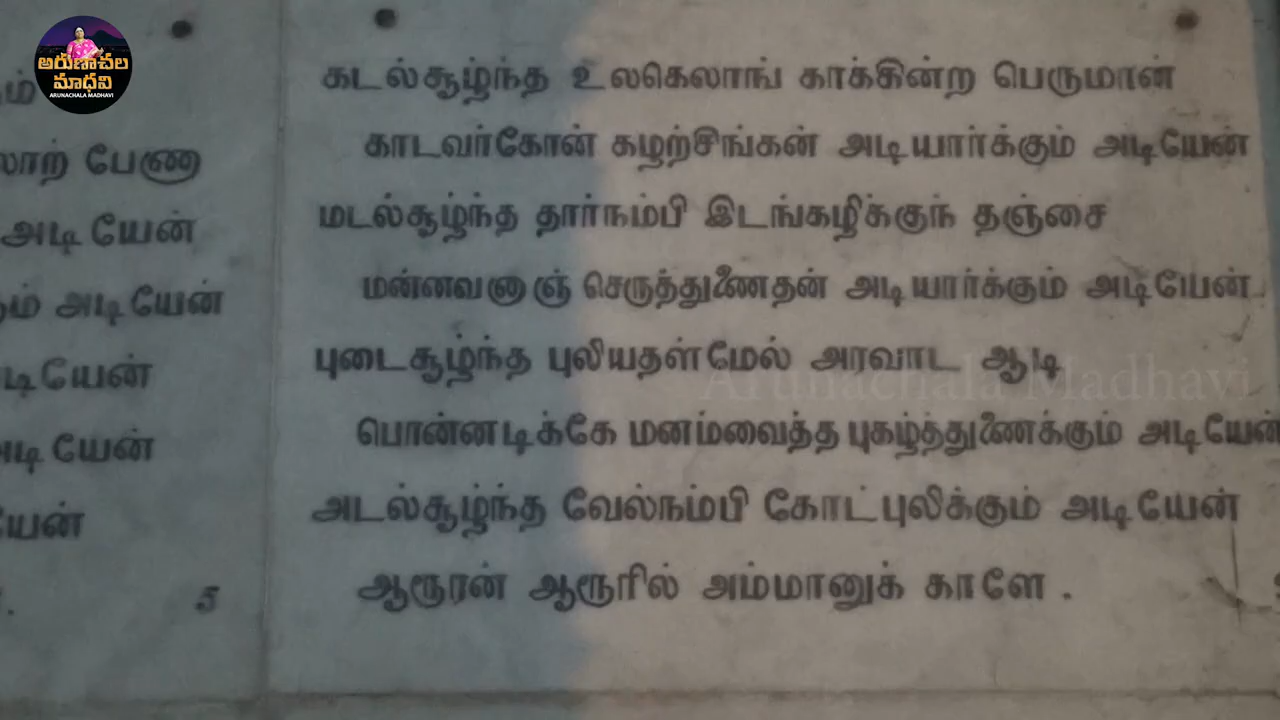 అరుణాచల
మాధవి
ARUNACHALA MADHAVI
பேணு
அடியேன்
அடியேன்
டியேன்
டியேன்
யேன்
5
கடல்சூழ்ந்த உலகெலாங் காக்கின்ற பெருமான்
காடவர்கோன் கழற்சிங்கன் அடியார்க்கும் அடியேன்
மடல்சூழ்ந்த தார்நம்பி இடங்கழிக்குந் தஞ்சை
மன்னவனாஞ் செருத்துணைதன் அடியார்க்கும் அடியேன்
புடைசூழ்ந்த புலியதள்மேல் அரவாட ஆடி
பொன்னடிக்கே மனம்வைத்த புகழ்த்துணைக்கும் அடியேன்
அடல்சூழ்ந்த வேல்நம்பி கோட்புலிக்கும் அடியேன்
ஆரூரன் ஆரூரில் அம்மானுக் காளே.
Arunachala Madhavi